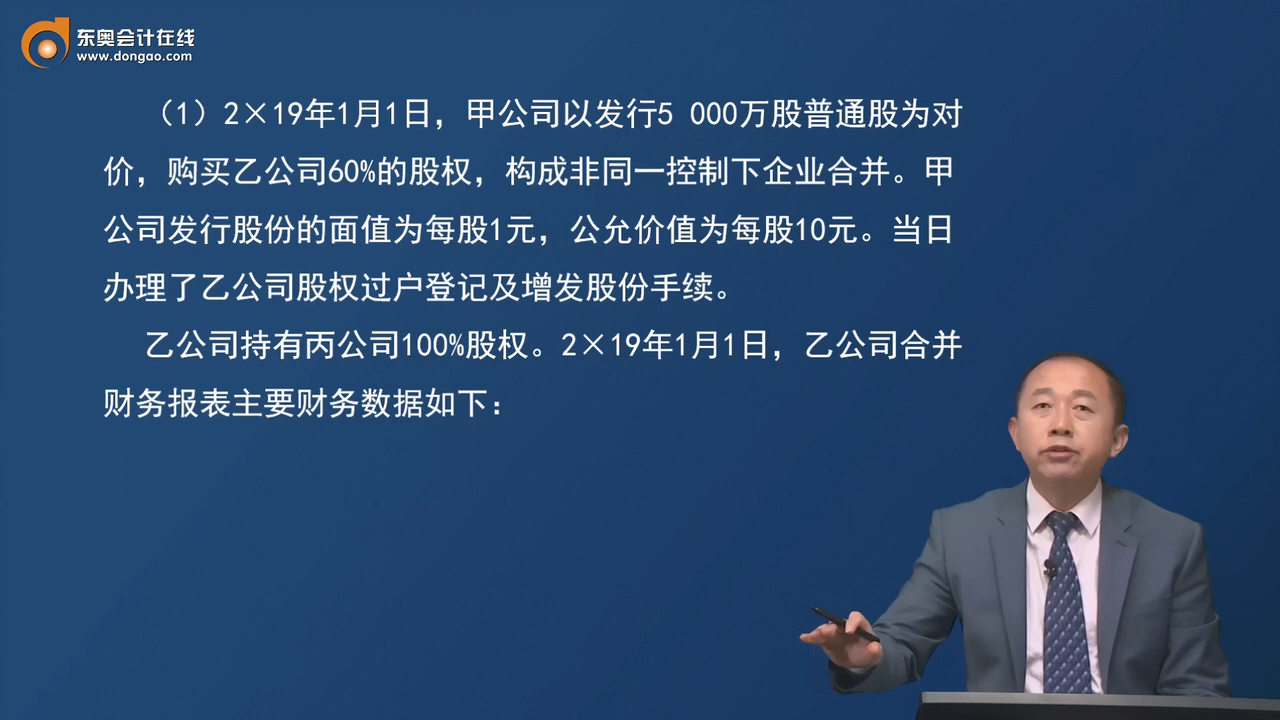 东奥会计在线
www.dongao.com
（1）2×19年1月1日，甲公司以发行5 000万股普通股为对
价，购买乙公司60%的股权，构成非同一控制下企业合并。甲
公司发行股份的面值为每股1元，公允价值为每股10元。当日
办理了乙公司股权过户登记及增发股份手续。
乙公司持有丙公司100%股权。2×19年1月1日，乙公司合并
财务报表主要财务数据如下：